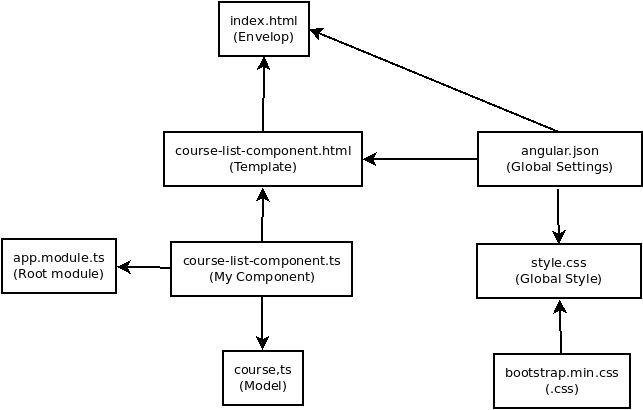 index.html
(Envelop)
course-list-component.html
(Template)
angular.json
(Global Settings)
app.module.ts
(Root module)
course-list-component.ts
(My Component)
style.css
(Global Style)
course,ts
(Model)
bootstrap.min.css
(.css)